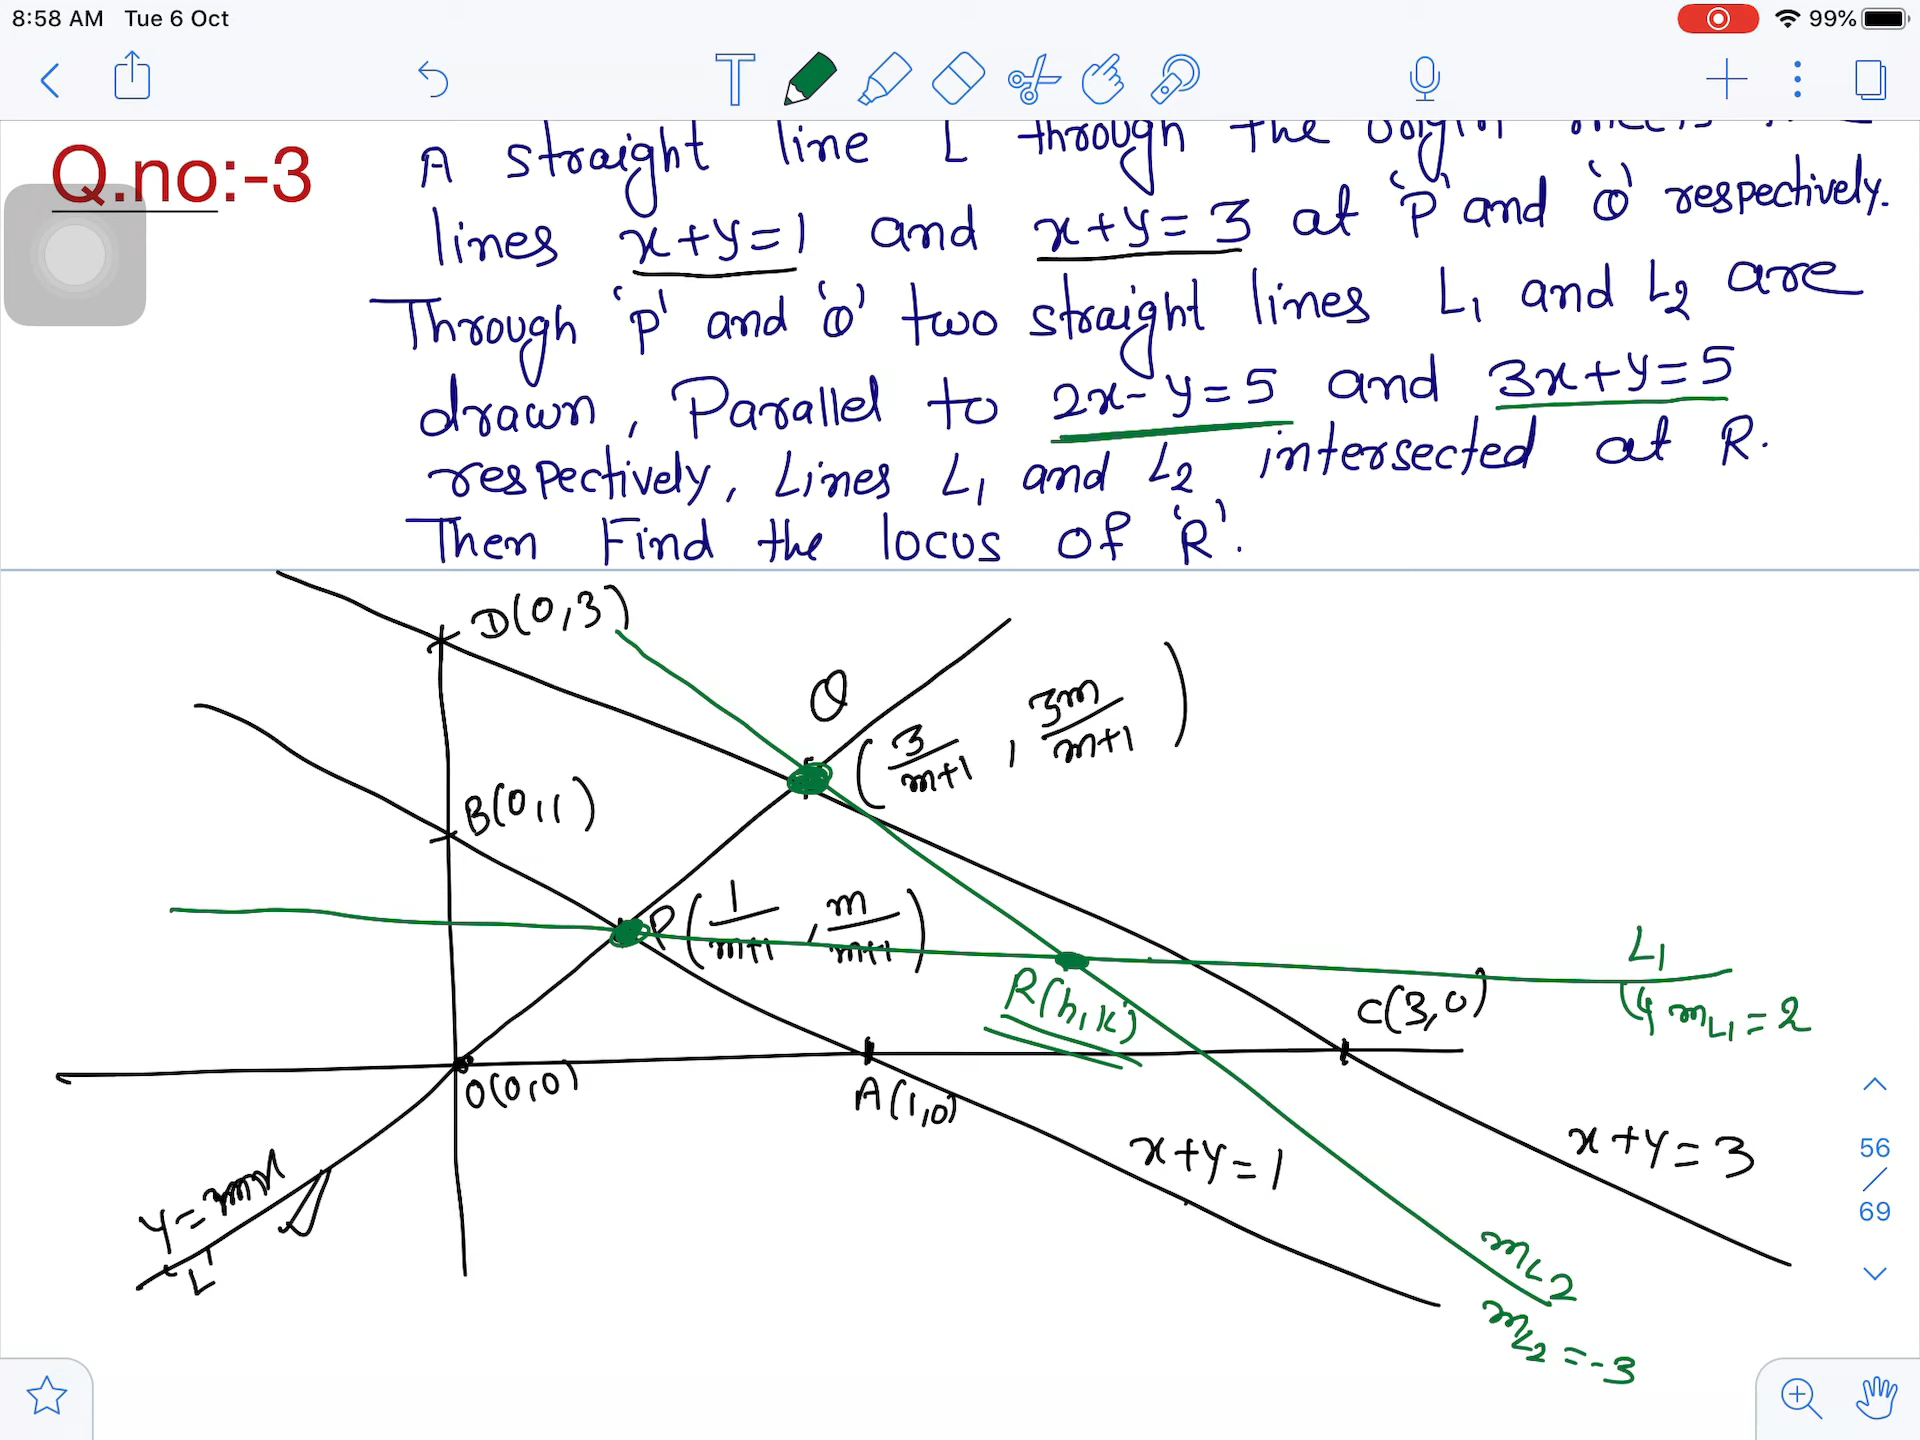 8:58 AM Tue 6 Oct
99%
T
Q.no:-3
A straight line L through the origin meets the
lines x+y=1 and x+y=3 at 'P' and 'Q' respectively.
Through 'P' and 'Q' two straight lines L1 and L2 are
drawn, Parallel to 2x-y=5 and 3x+y=5
respectively, Lines L1 and L2 intersected at R.
Then Find the locus of 'R'.
D(0,3)
Q
(3/m+1, 3m/m+1)
B(0,1)
P(1/m+1, m/m+1)
L1
R(h,k)
C(3,0)
mL1=2
O(0,0)
A(1,0)
x+y=1
x+y=3
56
/
69
y=mx
L
mL2
mL2=-3